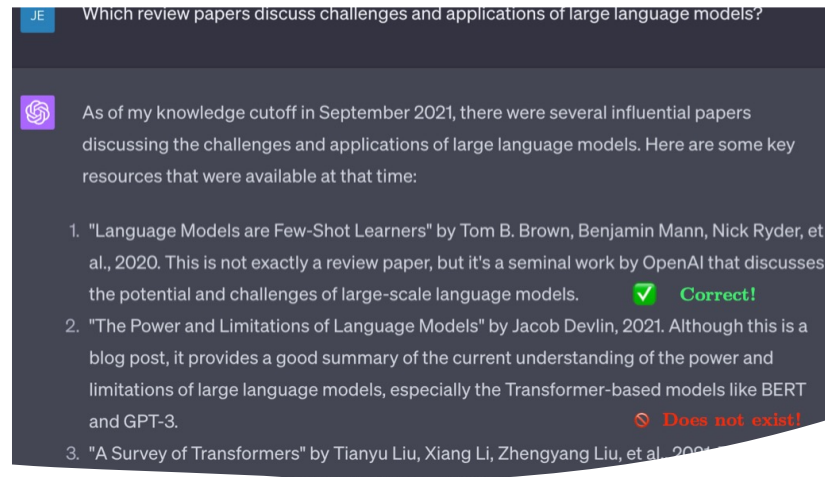 JE Which review papers discuss challenges and applications of large language models?
As of my knowledge cutoff in September 2021, there were several influential papers
discussing the challenges and applications of large language models. Here are some key
resources that were available at that time:
1. "Language Models are Few-Shot Learners" by Tom B. Brown, Benjamin Mann, Nick Ryder, et
al., 2020. This is not exactly a review paper, but it's a seminal work by OpenAI that discusses
the potential and challenges of large-scale language models. ✅ Correct!
2. "The Power and Limitations of Language Models" by Jacob Devlin, 2021. Although this is a
blog post, it provides a good summary of the current understanding of the power and
limitations of large language models, especially the Transformer-based models like BERT
and GPT-3. 🚫 Does not exist!
3. "A Survey of Transformers" by Tianyu Liu, Xiang Li, Zhengyang Liu, et al.